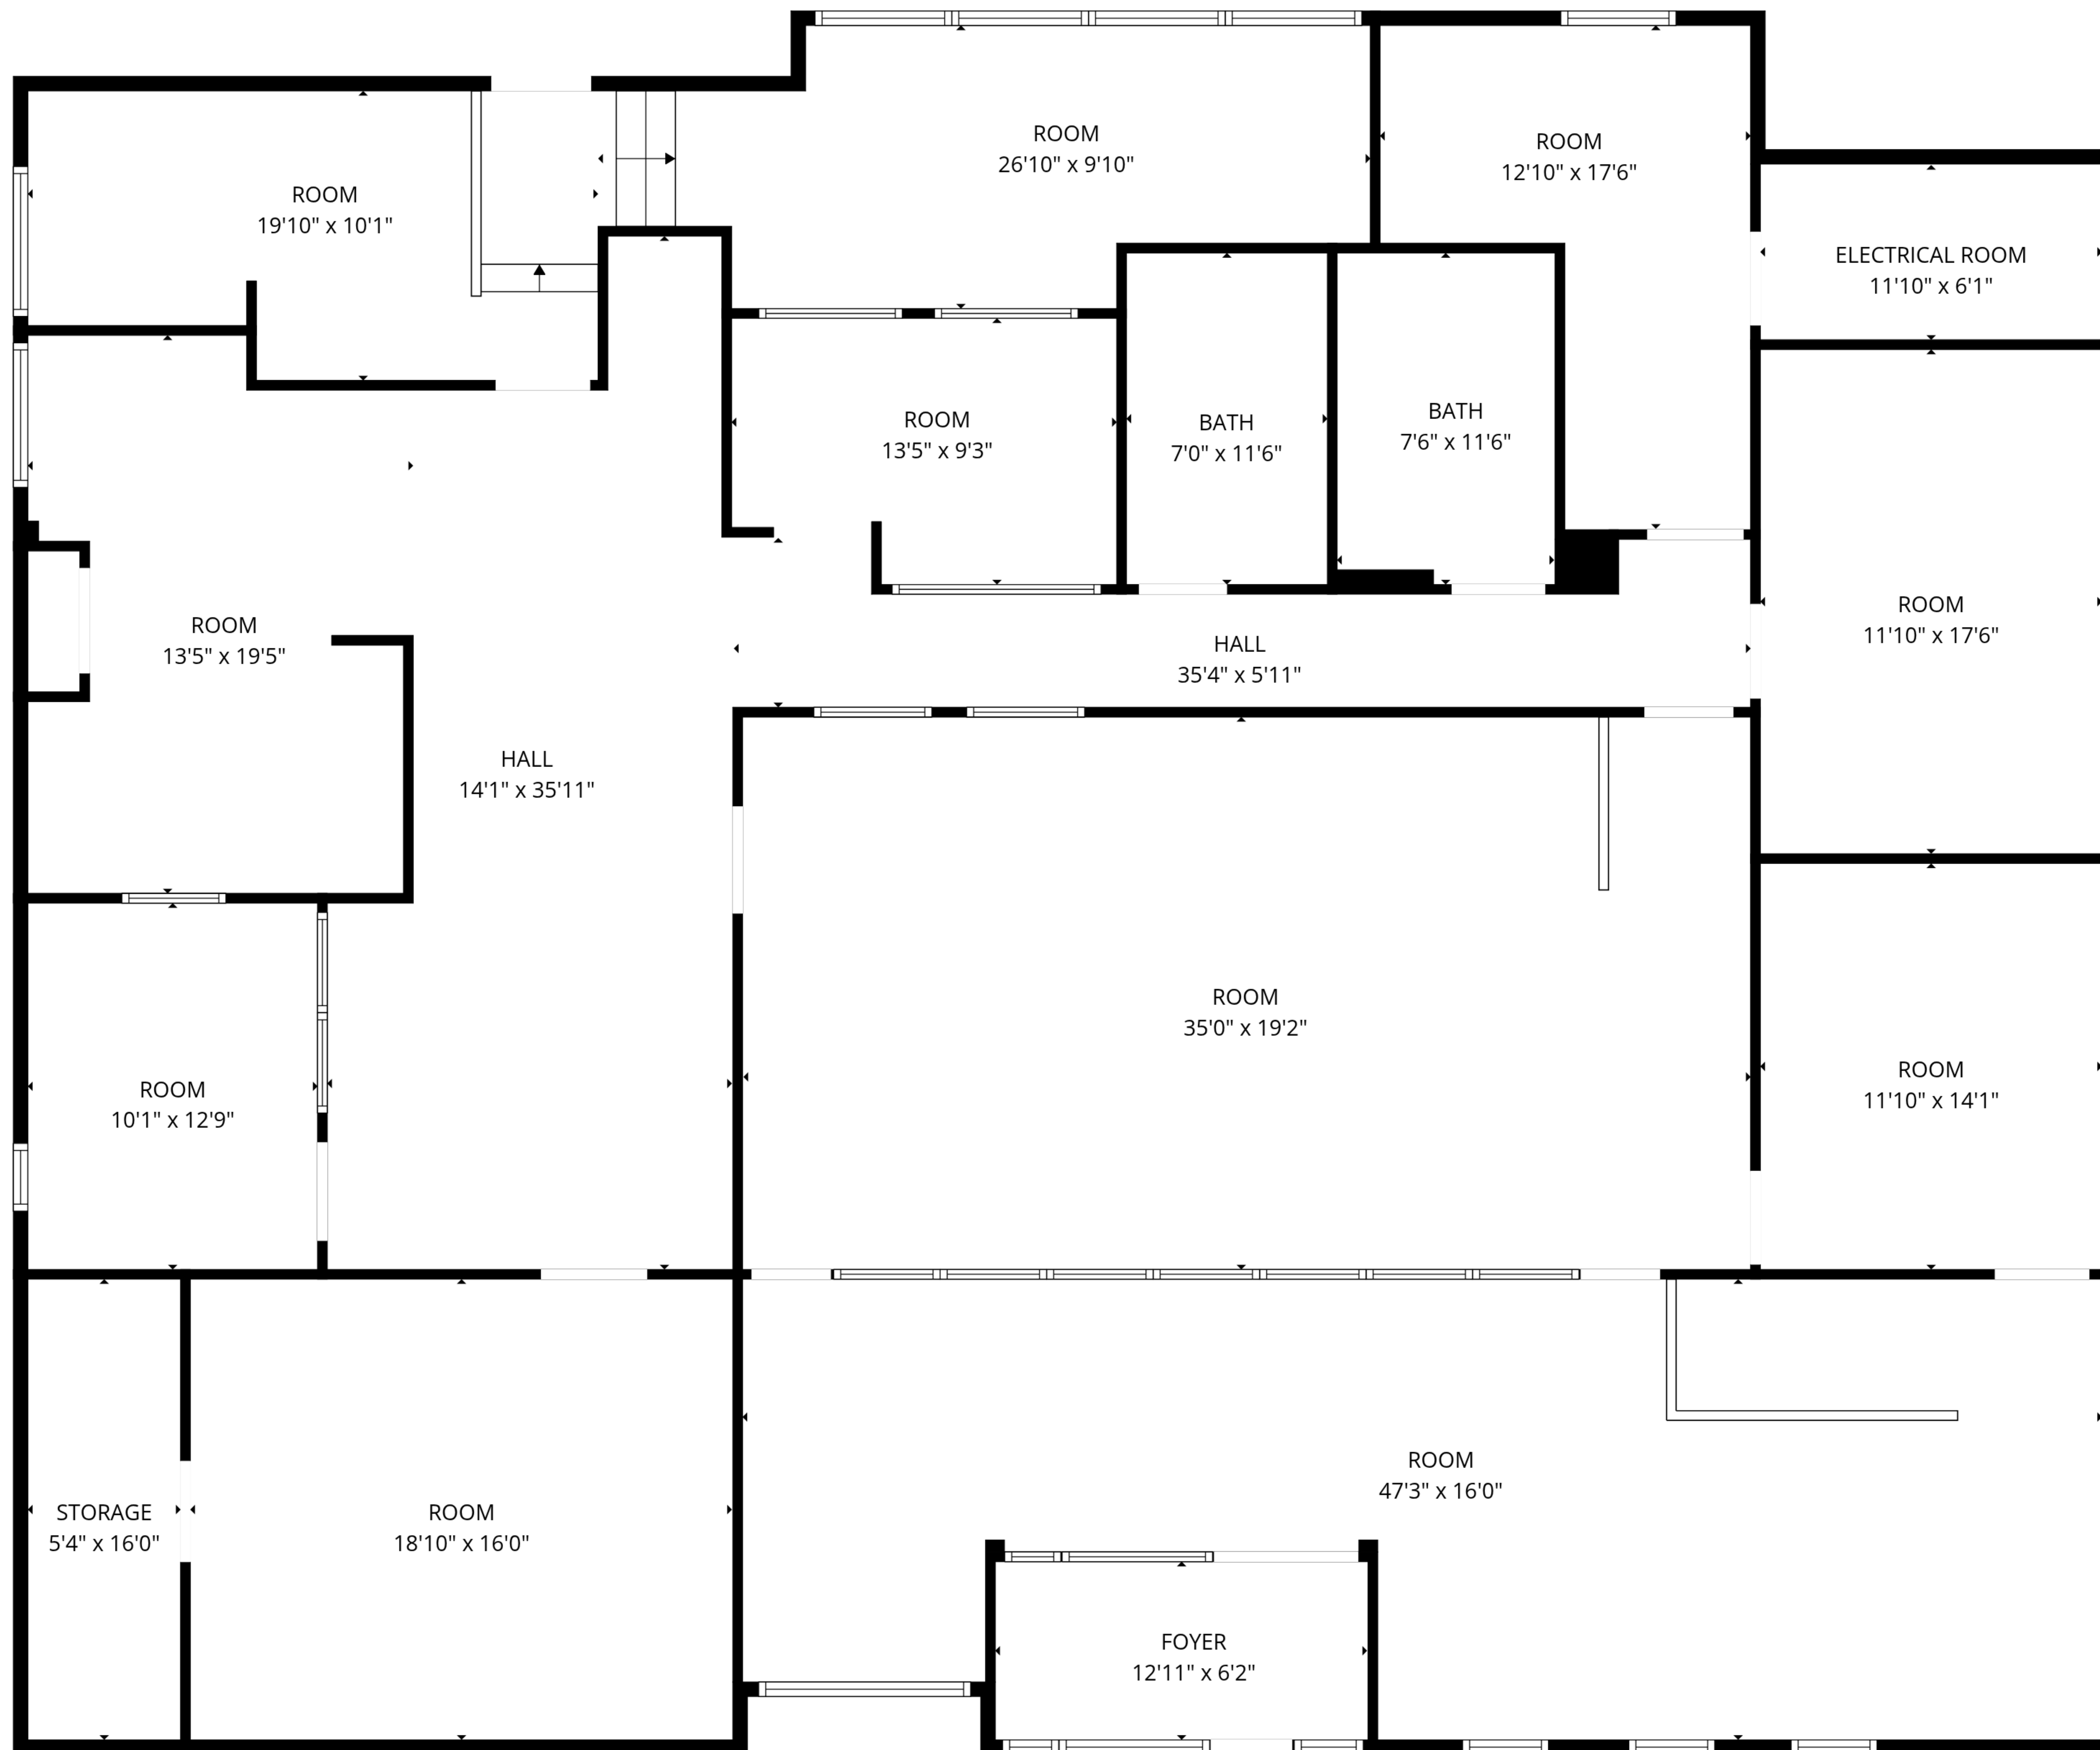 ROOM
26'10" x 9'10"
ROOM
12'10" x 17'6"
ROOM
19'10" x 10'1"
ELECTRICAL ROOM
11'10" x 6'1"
ROOM
13'5" x 9'3"
BATH
7'0" x 11'6"
BATH
7'6" x 11'6"
ROOM
13'5" x 19'5"
HALL
35'4" x 5'11"
ROOM
11'10" x 17'6"
HALL
14'1" x 35'11"
ROOM
35'0" x 19'2"
ROOM
10'1" x 12'9"
ROOM
11'10" x 14'1"
ROOM
47'3" x 16'0"
STORAGE
5'4" x 16'0"
ROOM
18'10" x 16'0"
FOYER
12'11" x 6'2"